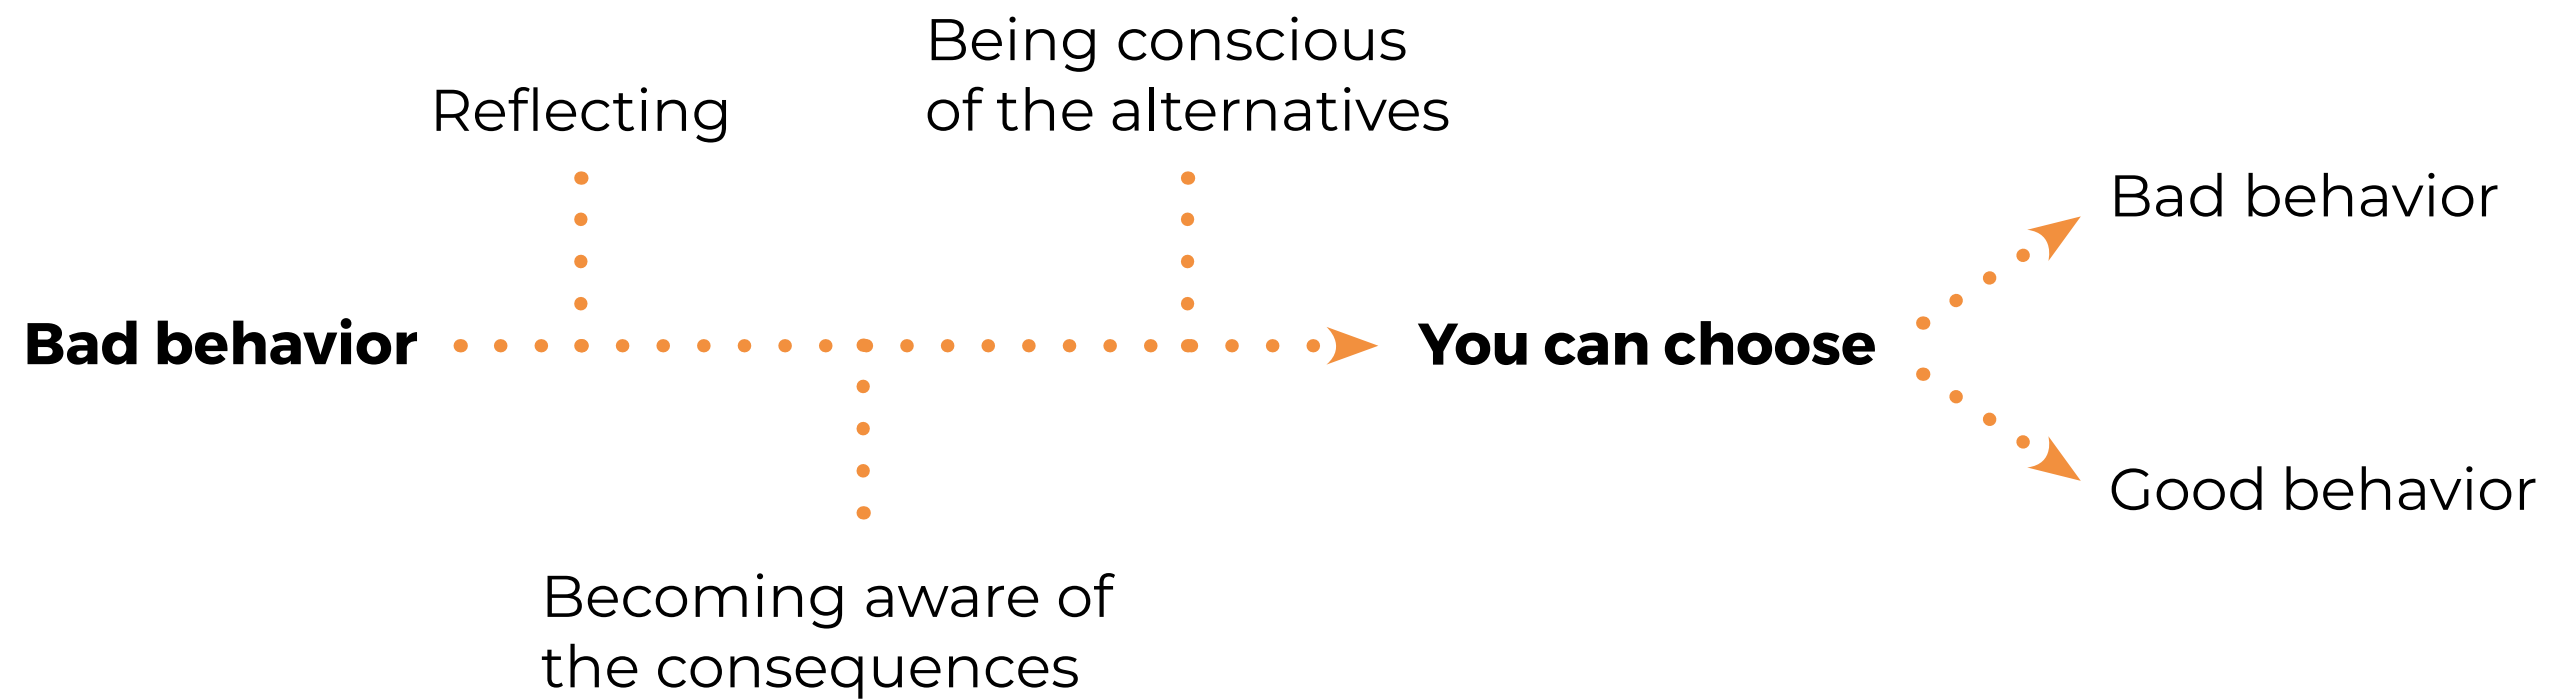 Being conscious
of the alternatives
Reflecting
Bad behavior
You can choose
Bad behavior
Good behavior
Becoming aware of
the consequences